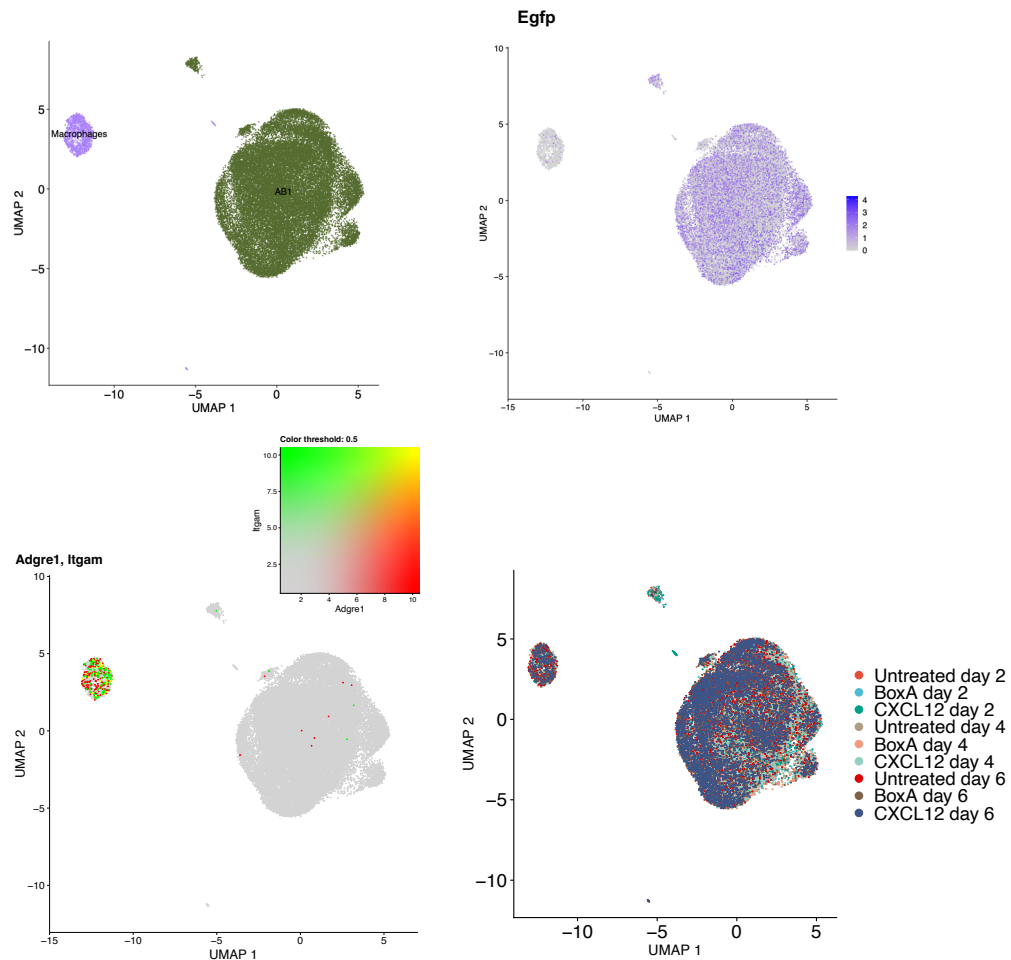 Egfp
5
0
−5
−10
UMAP 2
Macrophages
AB1
−10
−5
0
5
UMAP 1
10
5
0
−5
−10
UMAP 2
−15
−10
−5
0
5
UMAP 1
4
3
2
1
0
Color threshold: 0.5
10.0
7.5
5.0
2.5
Itgam
2
4
6
8
10
Adgre1
Adgre1, Itgam
10
5
0
−5
−10
UMAP 2
−15
−10
−5
0
5
UMAP 1
5
0
−5
−10
UMAP 2
−10
−5
0
5
UMAP 1
Untreated day 2
BoxA day 2
CXCL12 day 2
Untreated day 4
BoxA day 4
CXCL12 day 4
Untreated day 6
BoxA day 6
CXCL12 day 6